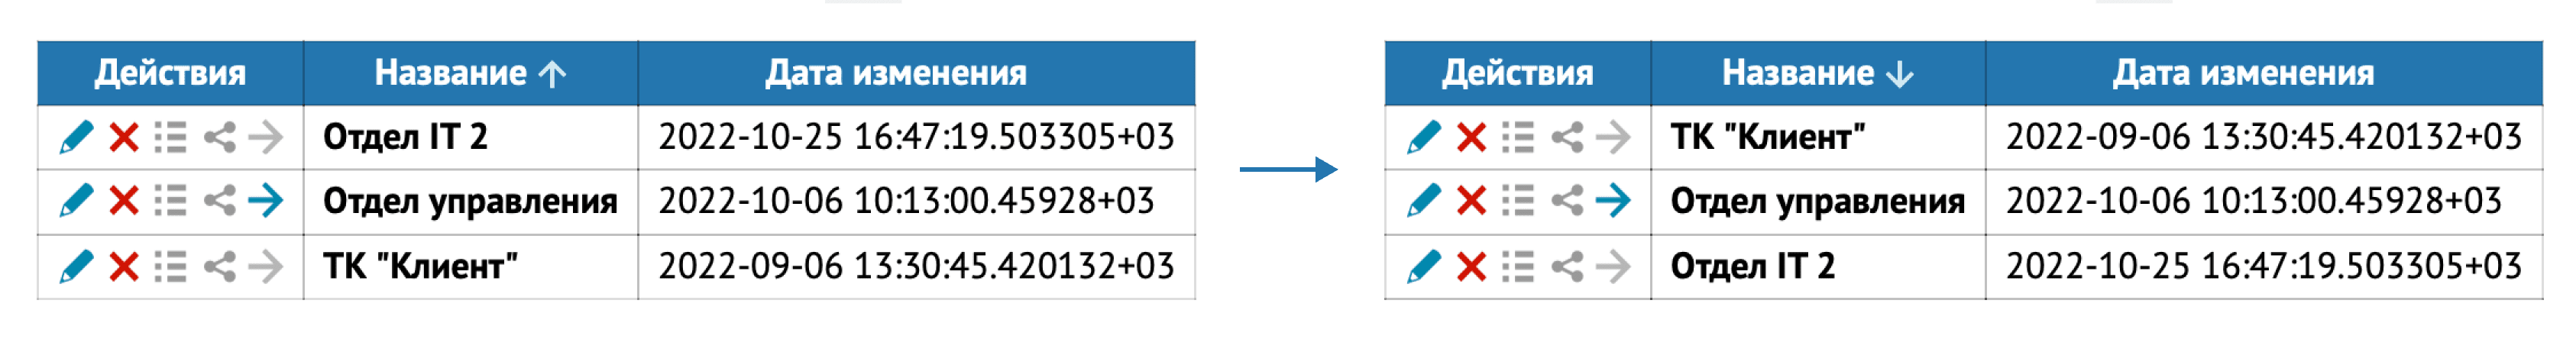 Действия Название ↑ Дата изменения
Отдел IT 2 2022-10-25 16:47:19.503305+03
Отдел управления 2022-10-06 10:13:00.45928+03
ТК "Клиент" 2022-09-06 13:30:45.420132+03
Действия Название ↓ Дата изменения
ТК "Клиент" 2022-09-06 13:30:45.420132+03
Отдел управления 2022-10-06 10:13:00.45928+03
Отдел IT 2 2022-10-25 16:47:19.503305+03